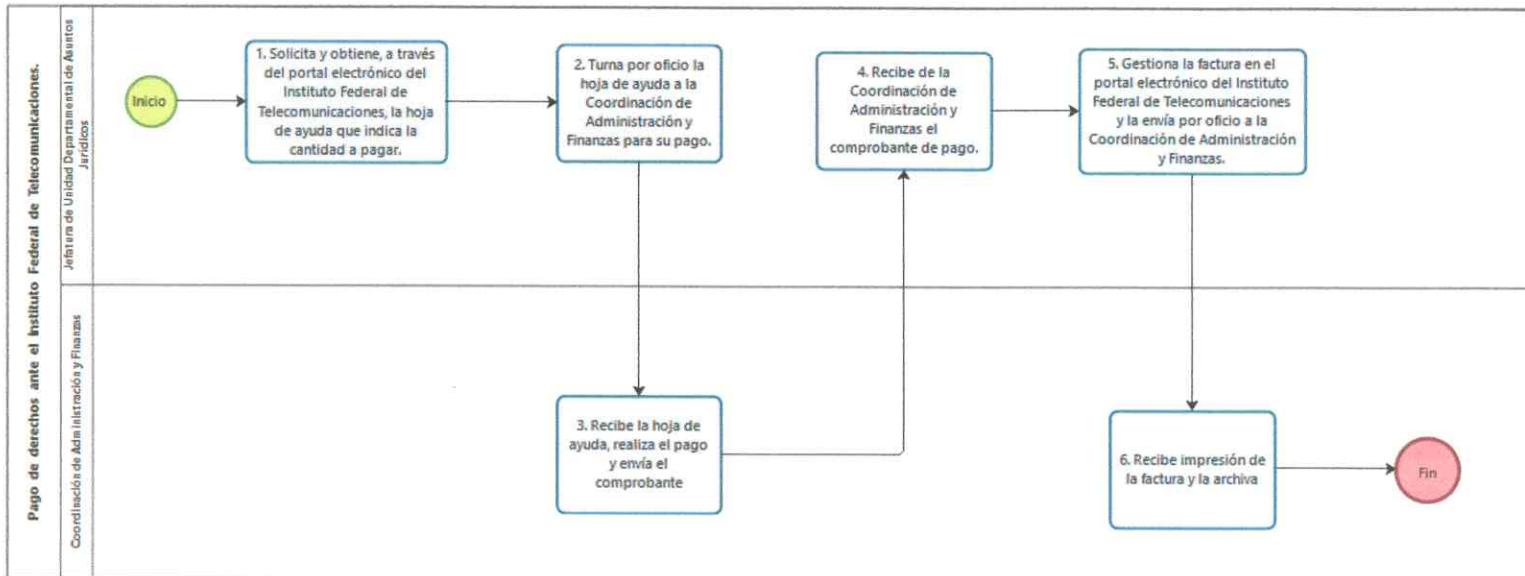 Pago de derechos ante el Instituto Federal de Telecomunicaciones.
Jefatura de Unidad Departamental de Asuntos
Jurídicos
Inicio
1. Solicita y obtiene, a través
del portal electrónico del
Instituto Federal de
Telecomunicaciones, la hoja
de ayuda que indica la
cantidad a pagar.
2. Turna por oficio la
hoja de ayuda a la
Coordinación de
Administración y
Finanzas para su pago.
4. Recibe de la
Coordinación de
Administración y
Finanzas el
comprobante de pago.
5. Gestiona la factura en el
portal electrónico del Instituto
Federal de Telecomunicaciones
y la envía por oficio a la
Coordinación de Administración
y Finanzas.
Coordinación de Administración y Finanzas
3. Recibe la hoja de
ayuda, realiza el pago
y envía el
comprobante
6. Recibe impresión de
la factura y la archiva
Fin